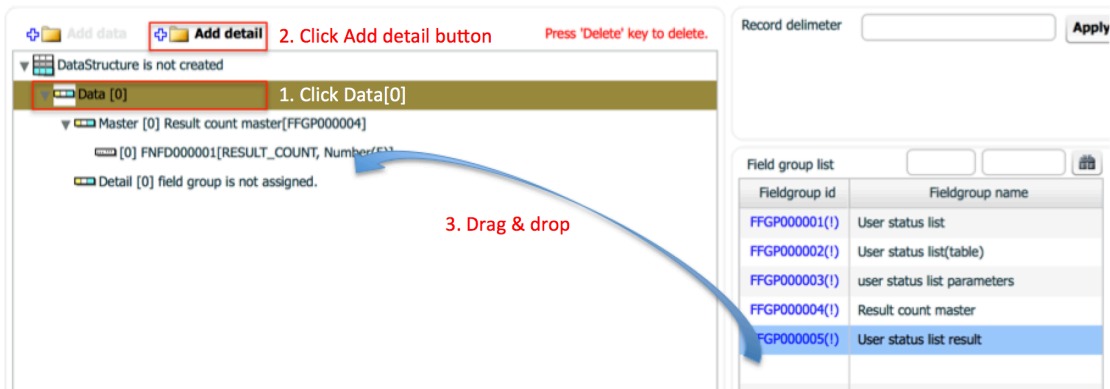 Add data
Add detail
2. Click Add detail button
Press 'Delete' key to delete.
DataStructure is not created
Data [0]
1. Click Data[0]
Master [0] Result count master[FFGP000004]
[0] FNFD000001[RESULT_COUNT, Number(5)]
Detail [0] field group is not assigned.
3. Drag & drop
Record delimeter
Apply
Field group list
Fieldgroup id Fieldgroup name
FFGP000001(!) User status list
FFGP000002(!) User status list(table)
FFGP000003(!) user status list parameters
FFGP000004(!) Result count master
FFGP000005(!) User status list result